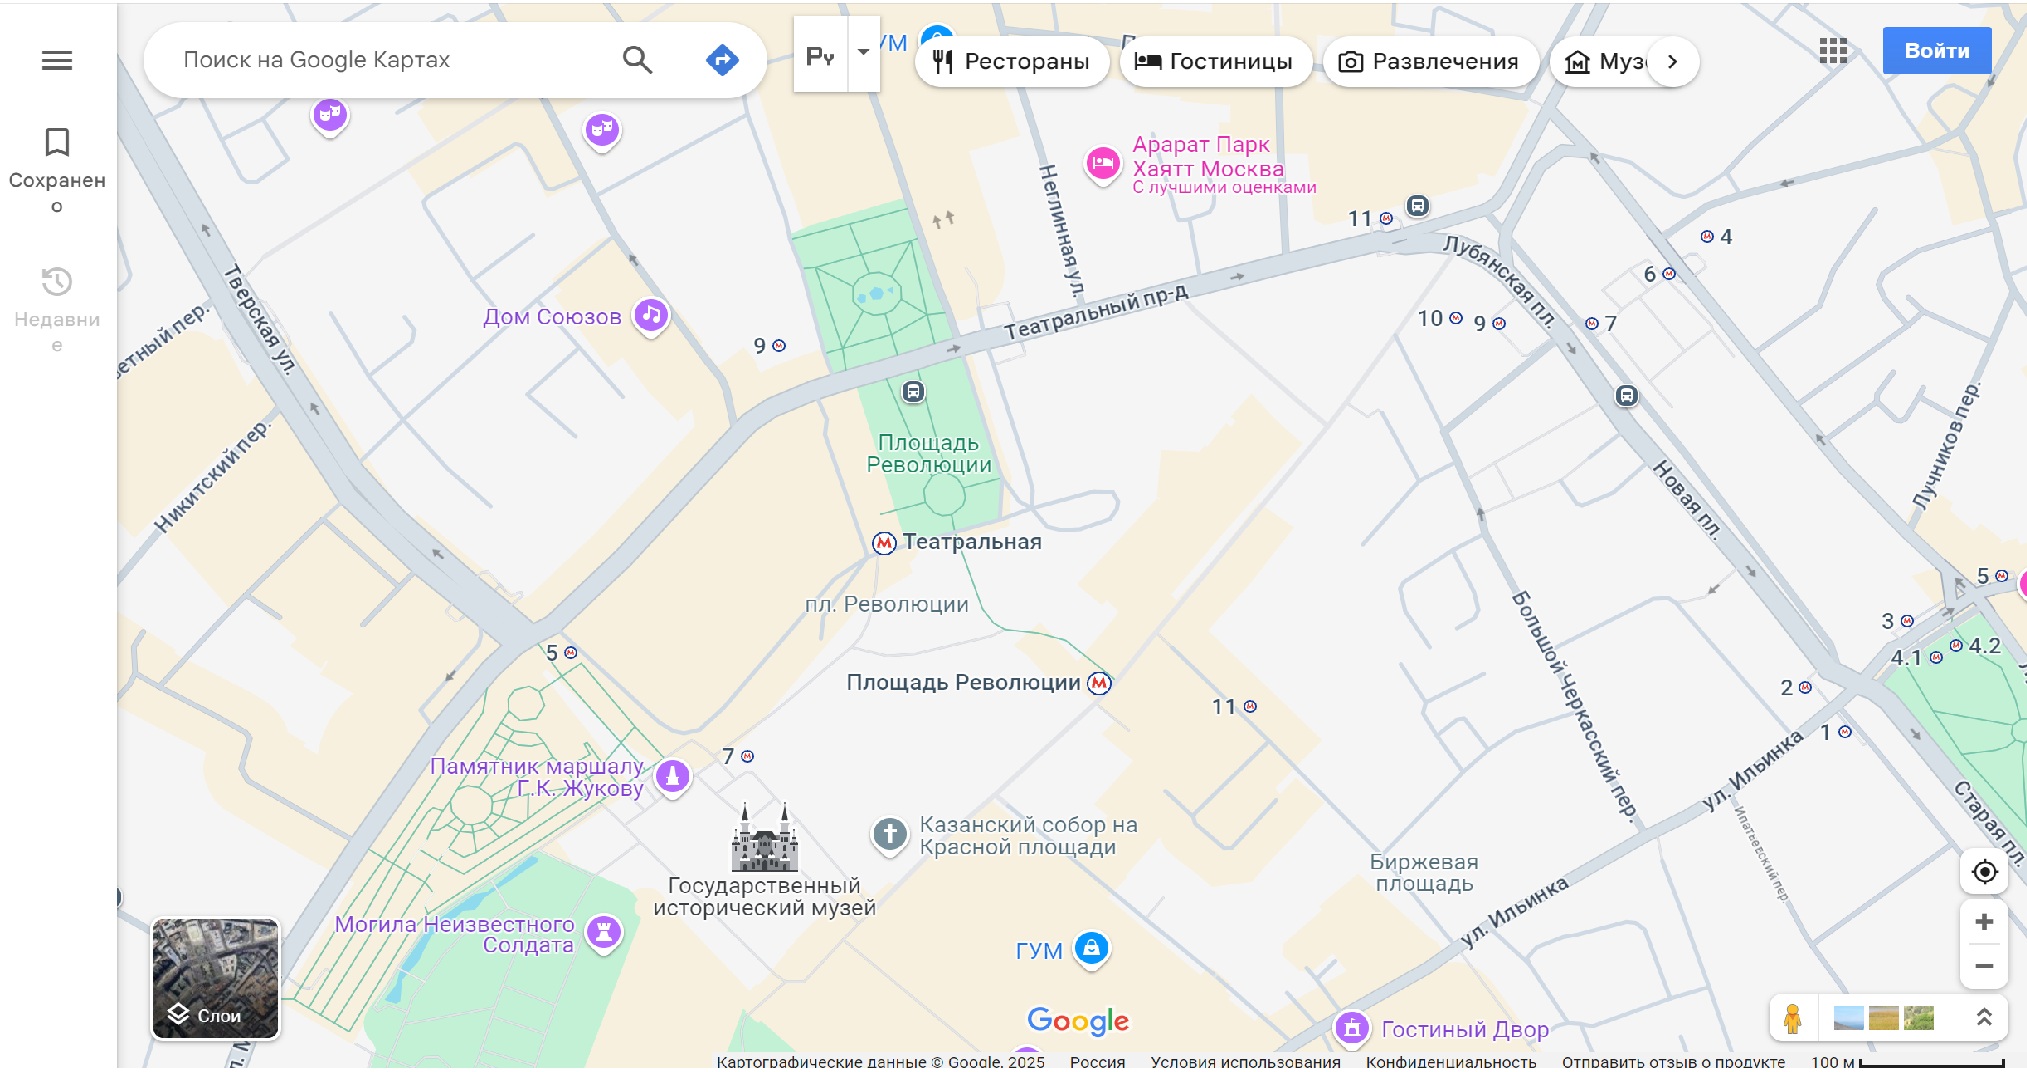 Поиск на Google Картах
Ру
УМ
Рестораны
Гостиницы
Развлечения
Муз
Войти
Сохранен
о
Недавни
е
Арарат Парк
Хаятт Москва
С лучшими оценками
Неглинная ул.
11
4
6
Лубянская пл.
Тверская ул.
етный пер.
Дом Союзов
9
Театральный пр-д
10
9
7
Никитский пер.
Площадь
Революции
Лучников пер.
Новая пл.
Театральная
пл. Революции
5
5
3
4.1
4.2
Большой Черкасский пер.
Площадь Революции
11
2
1
7
Памятник маршалу
Г.К. Жукову
ул. Ильинка
Старая пл.
Ипатьевский пер.
Казанский собор на
Красной площади
Биржевая
площадь
Государственный
исторический музей
Могила Неизвестного
Солдата
ул. Ильинка
ГУМ
Слои
Google
Гостиный Двор
Картографические данные © Google, 2025
Россия
Условия использования
Конфиденциальность
Отправить отзыв о продукте
100 м